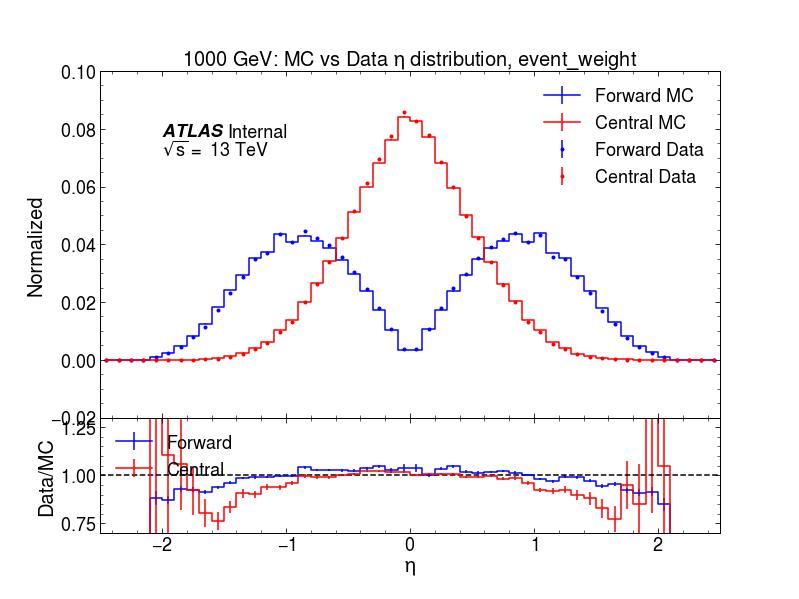 1000 GeV: MC vs Data η distribution, event_weight
0.10
0.08
0.06
0.04
0.02
0.00
−0.02
Normalized
ATLAS Internal
√s = 13 TeV
Forward MC
Central MC
Forward Data
Central Data
1.25
1.00
0.75
Data/MC
Forward
Central
−2
−1
0
1
2
η